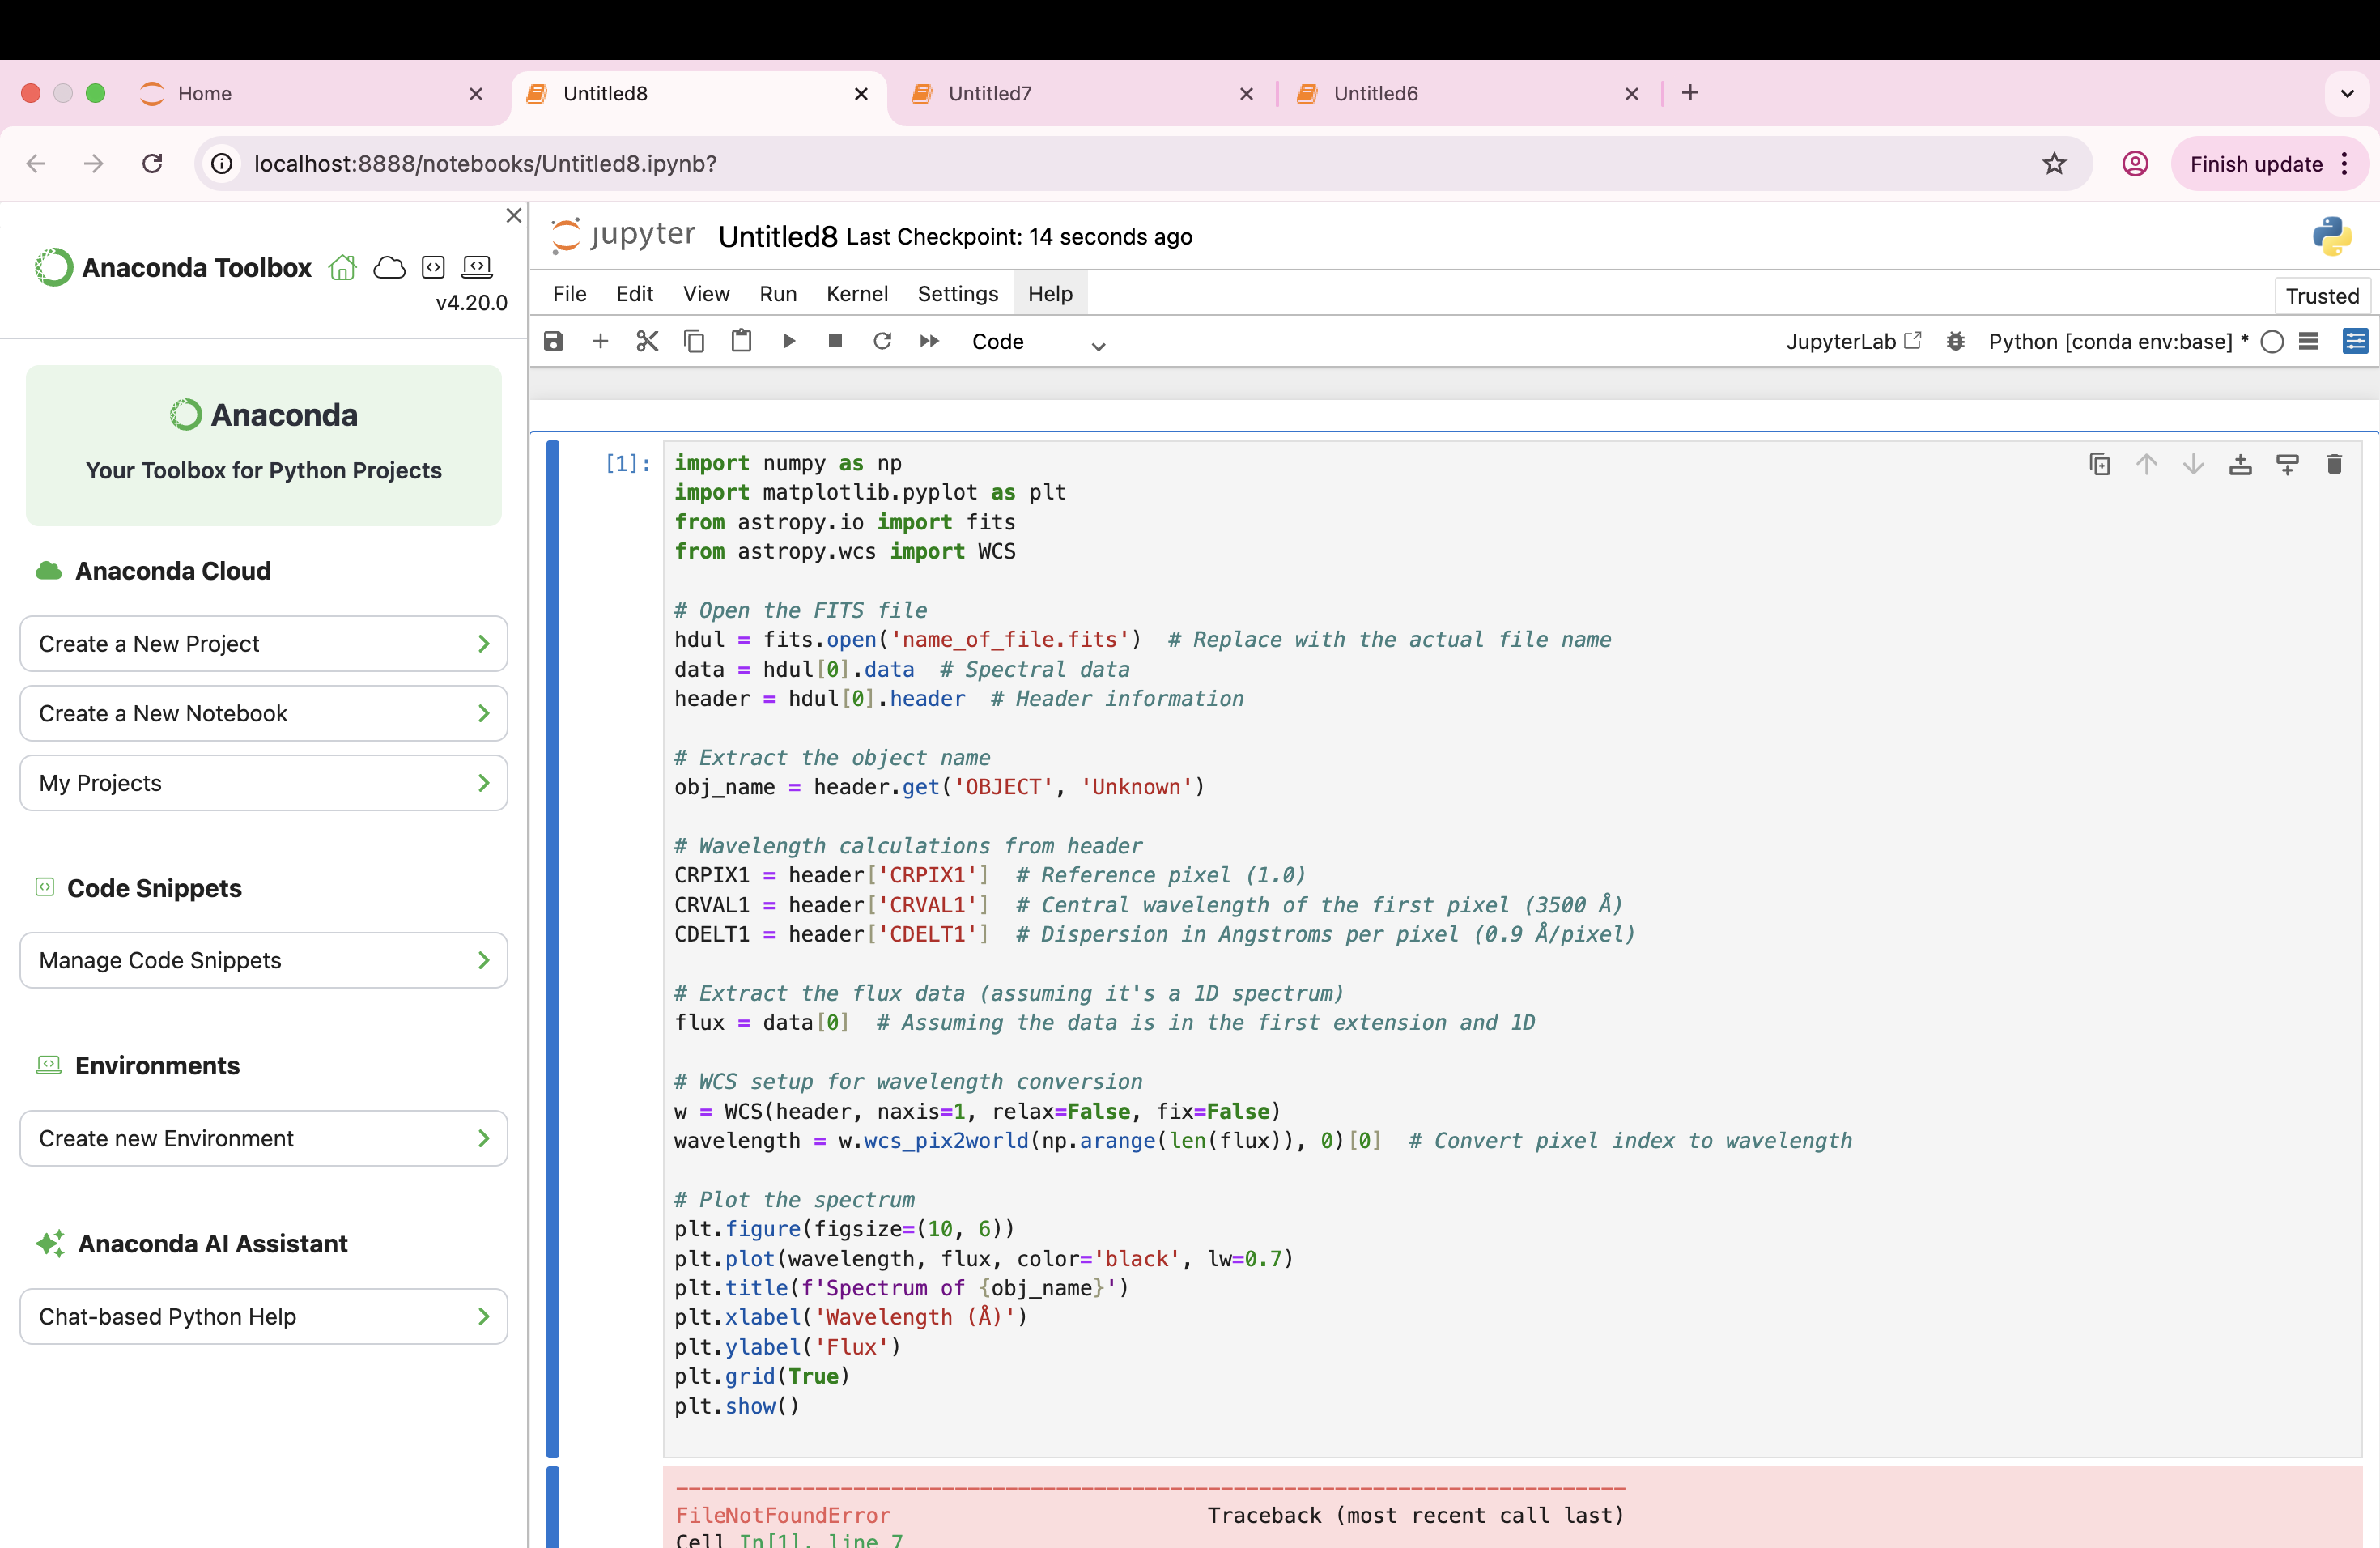 Home
Untitled8
Untitled7
Untitled6
localhost:8888/notebooks/Untitled8.ipynb?
Finish update
Anaconda Toolbox
v4.20.0
Anaconda
Your Toolbox for Python Projects
Anaconda Cloud
Create a New Project
Create a New Notebook
My Projects
Code Snippets
Manage Code Snippets
Environments
Create new Environment
Anaconda AI Assistant
Chat-based Python Help
jupyter Untitled8 Last Checkpoint: 14 seconds ago
File Edit View Run Kernel Settings Help
Trusted
Code
JupyterLab
Python [conda env:base] *
[1]:
import numpy as np
import matplotlib.pyplot as plt
from astropy.io import fits
from astropy.wcs import WCS
# Open the FITS file
hdul = fits.open('name_of_file.fits')  # Replace with the actual file name
data = hdul[0].data  # Spectral data
header = hdul[0].header  # Header information
# Extract the object name
obj_name = header.get('OBJECT', 'Unknown')
# Wavelength calculations from header
CRPIX1 = header['CRPIX1']  # Reference pixel (1.0)
CRVAL1 = header['CRVAL1']  # Central wavelength of the first pixel (3500 Å)
CDELT1 = header['CDELT1']  # Dispersion in Angstroms per pixel (0.9 Å/pixel)
# Extract the flux data (assuming it's a 1D spectrum)
flux = data[0]  # Assuming the data is in the first extension and 1D
# WCS setup for wavelength conversion
w = WCS(header, naxis=1, relax=False, fix=False)
wavelength = w.wcs_pix2world(np.arange(len(flux)), 0)[0]  # Convert pixel index to wavelength
# Plot the spectrum
plt.figure(figsize=(10, 6))
plt.plot(wavelength, flux, color='black', lw=0.7)
plt.title(f'Spectrum of {obj_name}')
plt.xlabel('Wavelength (Å)')
plt.ylabel('Flux')
plt.grid(True)
plt.show()
---------------------------------------------------------------------------
FileNotFoundError                         Traceback (most recent call last)
Cell In[1], line 7